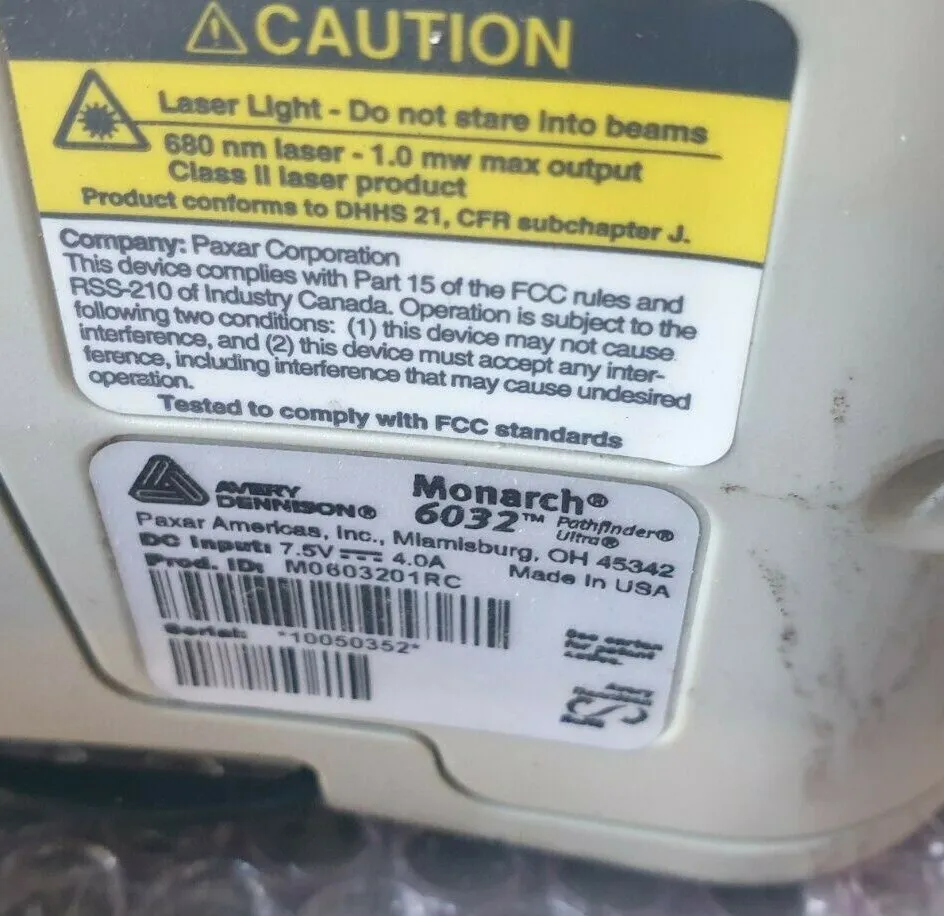 CAUTION
Laser Light - Do not stare into beams
680 nm laser - 1.0 mw max output
Class II laser product
Product conforms to DHHS 21, CFR subchapter J.
Company: Paxar Corporation
This device complies with Part 15 of the FCC rules and
RSS-210 of Industry Canada. Operation is subject to the
following two conditions: (1) this device may not cause
interference, and (2) this device must accept any inter-
ference, including interference that may cause undesired
operation.
Tested to comply with FCC standards
AVERY
DENNISON®
Monarch®
6032™ Pathfinder®
Ultra®
Paxar Americas, Inc., Miamisburg, OH 45342
DC Input: 7.5V 4.0A
Made in USA
Prod. ID: M0603201RC
Serial: *10050352*
See carton
for patent